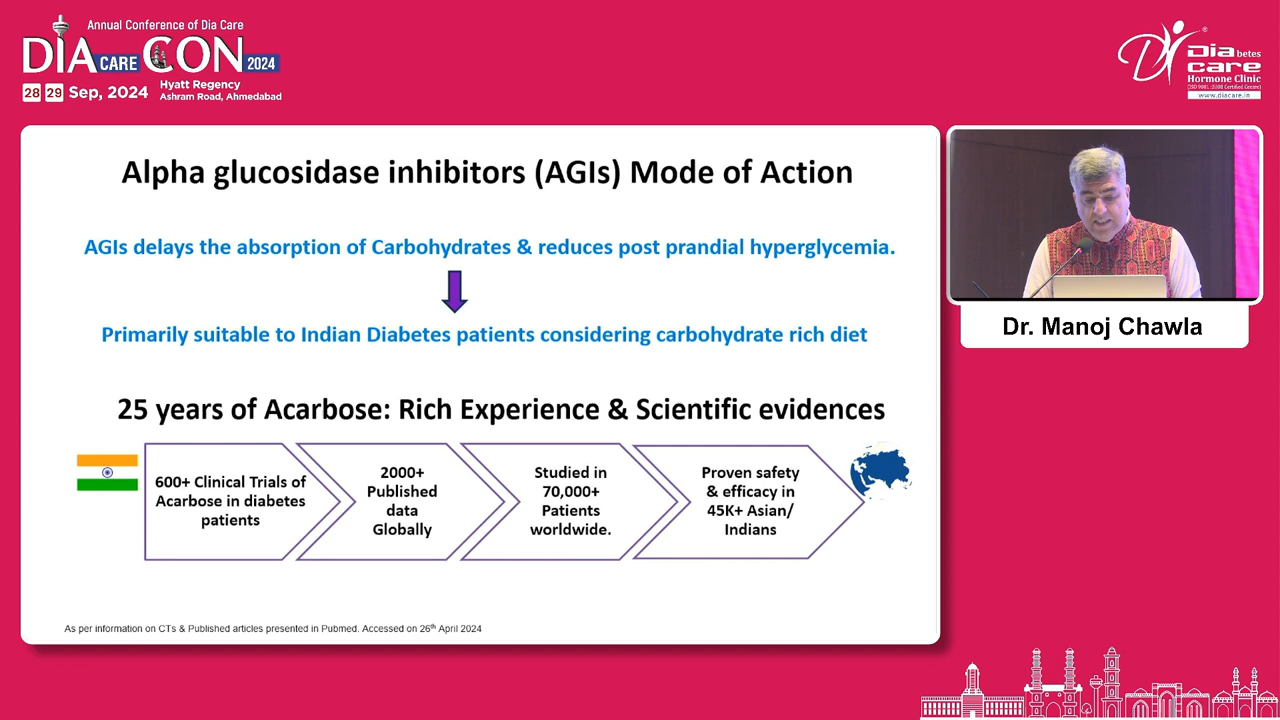 Annual Conference of Dia Care
DIA CARE CON 2024
28 29 Sep, 2024
Hyatt Regency
Ashram Road, Ahmedabad
Diabetes
care
Hormone Clinic
(ISO 9001 :2008 Certified Centre)
www.diacare.in
Alpha glucosidase inhibitors (AGIs) Mode of Action
AGIs delays the absorption of Carbohydrates & reduces post prandial hyperglycemia.
Primarily suitable to Indian Diabetes patients considering carbohydrate rich diet
25 years of Acarbose: Rich Experience & Scientific evidences
600+ Clinical Trials of
Acarbose in diabetes
patients
2000+
Published
data
Globally
Studied in
70,000+
Patients
worldwide.
Proven safety
& efficacy in
45K+ Asian/
Indians
As per information on CTs & Published articles presented in Pubmed. Accessed on 26th April 2024
Dr. Manoj Chawla